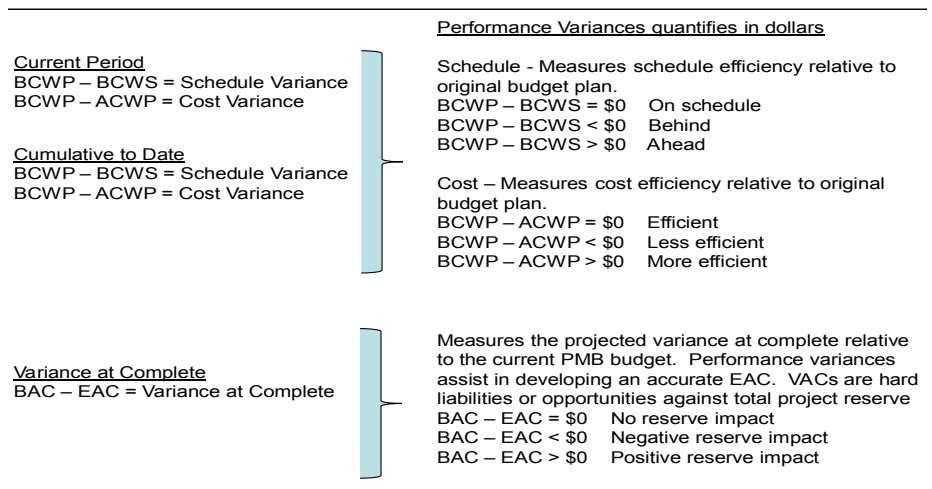 Performance Variances quantifies in dollars
Current Period
BCWP – BCWS = Schedule Variance
BCWP – ACWP = Cost Variance
Cumulative to Date
BCWP – BCWS = Schedule Variance
BCWP – ACWP = Cost Variance
Schedule - Measures schedule efficiency relative to
original budget plan.
BCWP – BCWS = $0 On schedule
BCWP – BCWS < $0 Behind
BCWP – BCWS > $0 Ahead
Cost – Measures cost efficiency relative to original
budget plan.
BCWP – ACWP = $0 Efficient
BCWP – ACWP < $0 Less efficient
BCWP – ACWP > $0 More efficient
Variance at Complete
BAC – EAC = Variance at Complete
Measures the projected variance at complete relative
to the current PMB budget. Performance variances
assist in developing an accurate EAC. VACs are hard
liabilities or opportunities against total project reserve
BAC – EAC = $0 No reserve impact
BAC – EAC < $0 Negative reserve impact
BAC – EAC > $0 Positive reserve impact